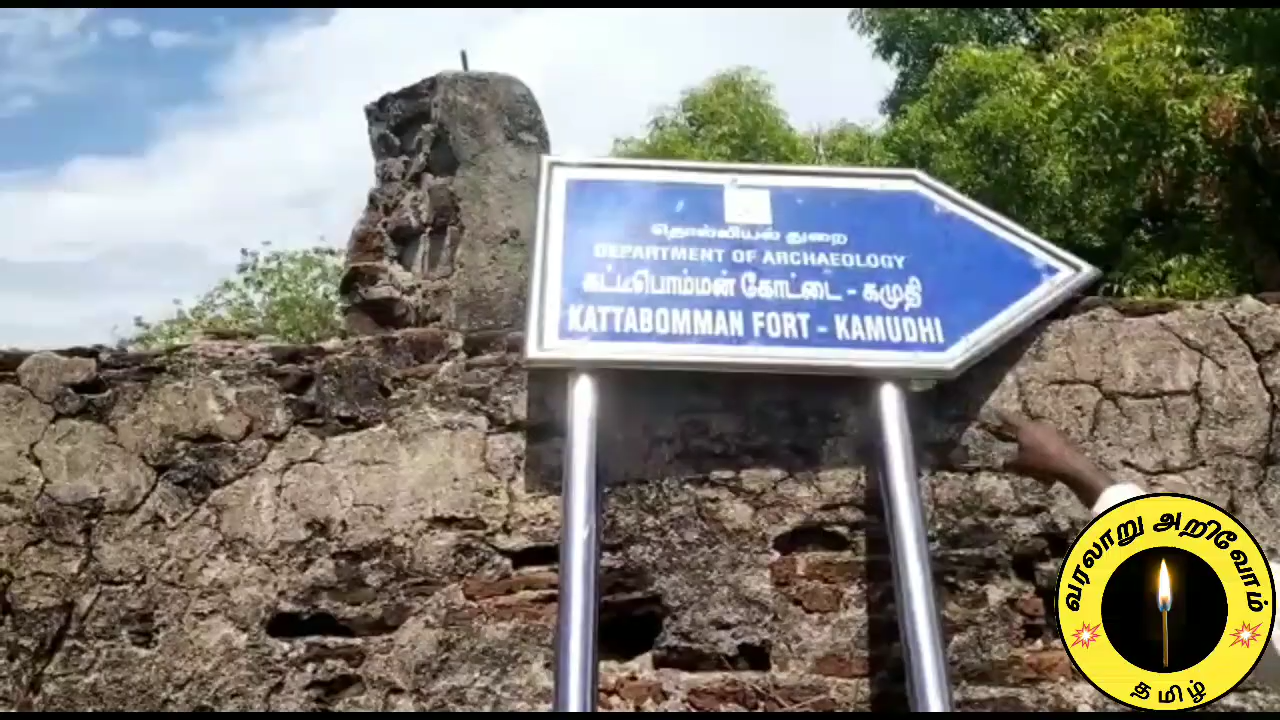 தொல்லியல் துறை
DEPARTMENT OF ARCHAEOLOGY
கட்டபொம்மன் கோட்டை - கமுதி
KATTABOMMAN FORT - KAMUDHI
வரலாறு அறிவோம்
தமிழ்